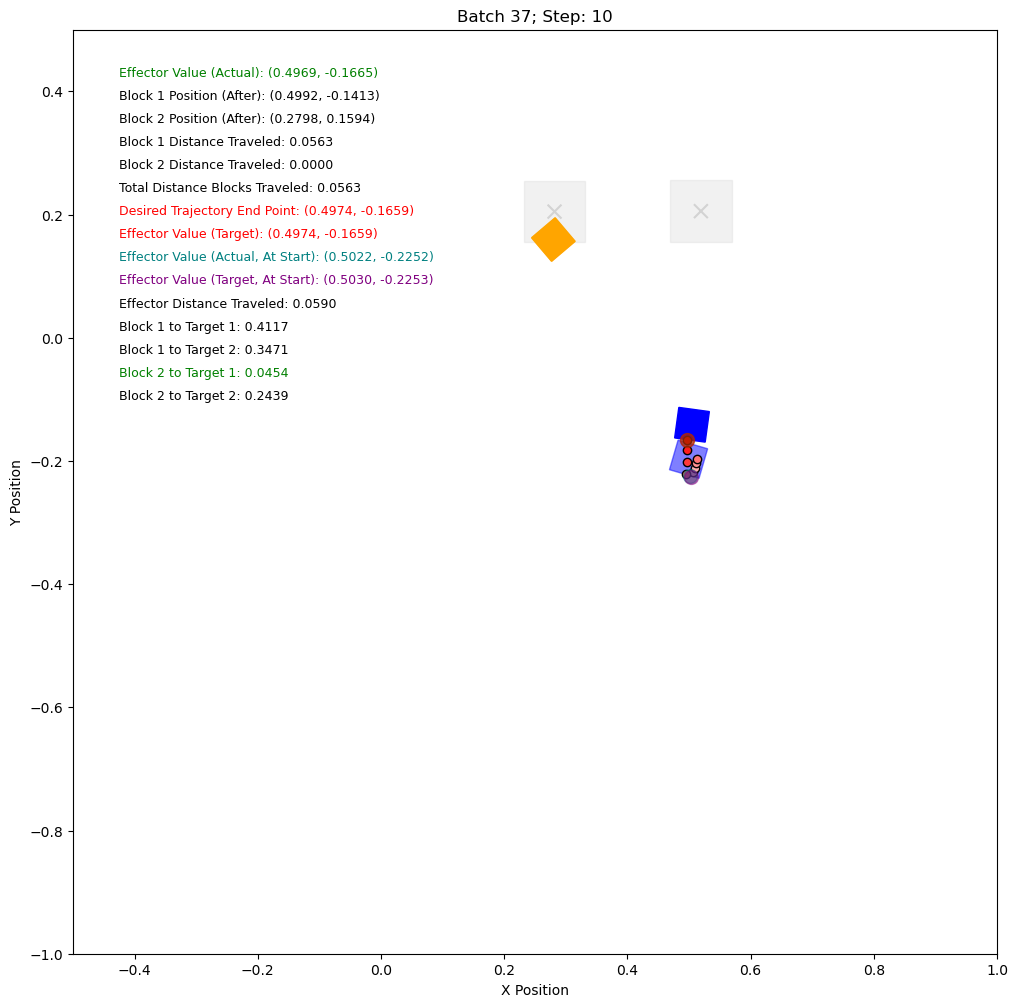 Batch 37; Step: 10
Effector Value (Actual): (0.4969, -0.1665)
Block 1 Position (After): (0.4992, -0.1413)
Block 2 Position (After): (0.2798, 0.1594)
Block 1 Distance Traveled: 0.0563
Block 2 Distance Traveled: 0.0000
Total Distance Blocks Traveled: 0.0563
Desired Trajectory End Point: (0.4974, -0.1659)
Effector Value (Target): (0.4974, -0.1659)
Effector Value (Actual, At Start): (0.5022, -0.2252)
Effector Value (Target, At Start): (0.5030, -0.2253)
Effector Distance Traveled: 0.0590
Block 1 to Target 1: 0.4117
Block 1 to Target 2: 0.3471
Block 2 to Target 1: 0.0454
Block 2 to Target 2: 0.2439
Y Position
0.4
0.2
0.0
−0.2
−0.4
−0.6
−0.8
−1.0
−0.4
−0.2
0.0
0.2
0.4
0.6
0.8
1.0
X Position